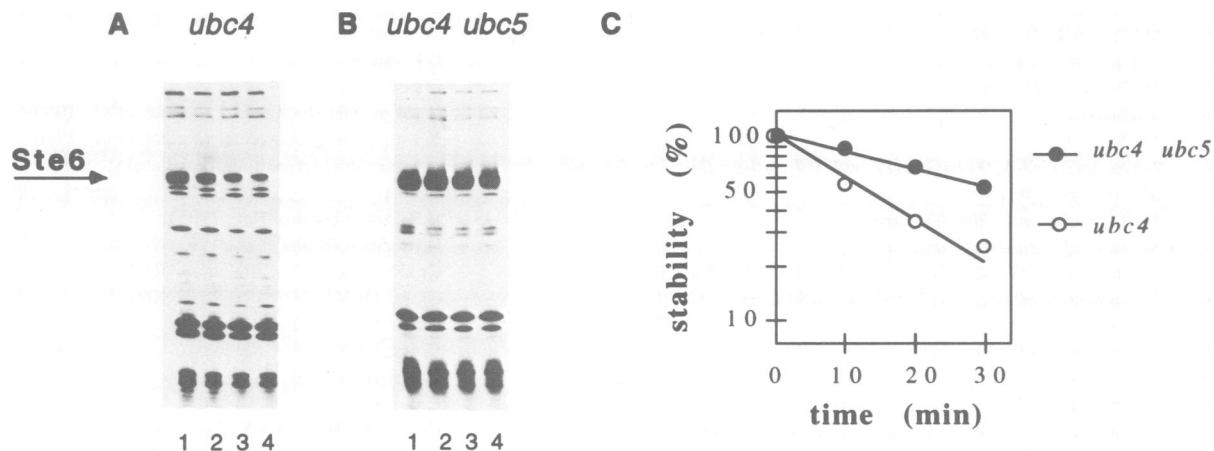 A ubc4 B ubc4 ubc5 C
Ste6
1 2 3 4
1 2 3 4
stability (%)
100
50
10
0 10 20 30
time (min)
ubc4 ubc5
ubc4